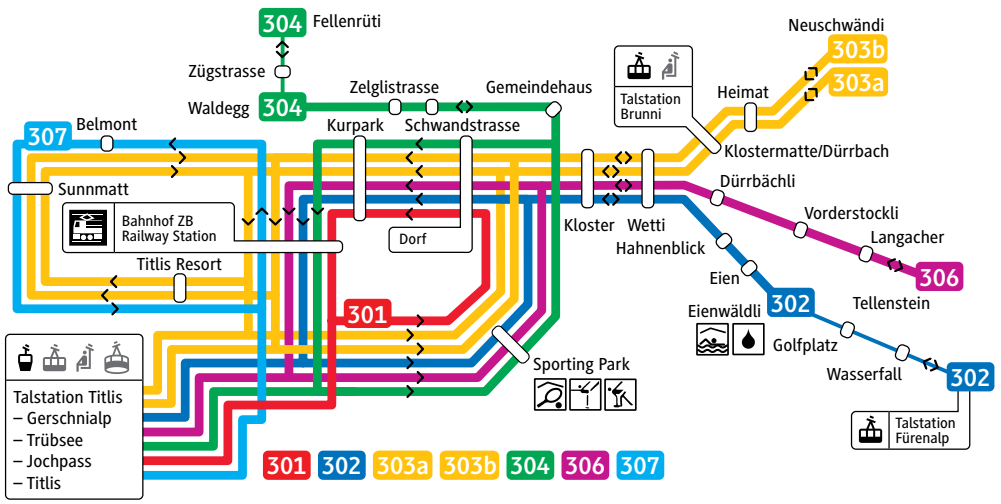 304
Fellenrüti
Neuschwändi
303b
303a
Zügstrasse
Waldegg
304
Zelglistrasse
Gemeindehaus
Talstation
Brunni
Heimat
307
Belmont
Kurpark
Schwandstrasse
Klostermatte/Dürrbach
Sunnmatt
Dürrbächli
Bahnhof ZB
Railway Station
Dorf
Kloster
Wetti
Vorderstockli
Hahnenblick
Langacher
Titlis Resort
Eien
306
301
302
Tellenstein
Eienwäldli
Golfplatz
Sporting Park
Wasserfall
302
Talstation Titlis
– Gerschnialp
– Trübsee
– Jochpass
– Titlis
Talstation
Fürenalp
301 302 303a 303b 304 306 307